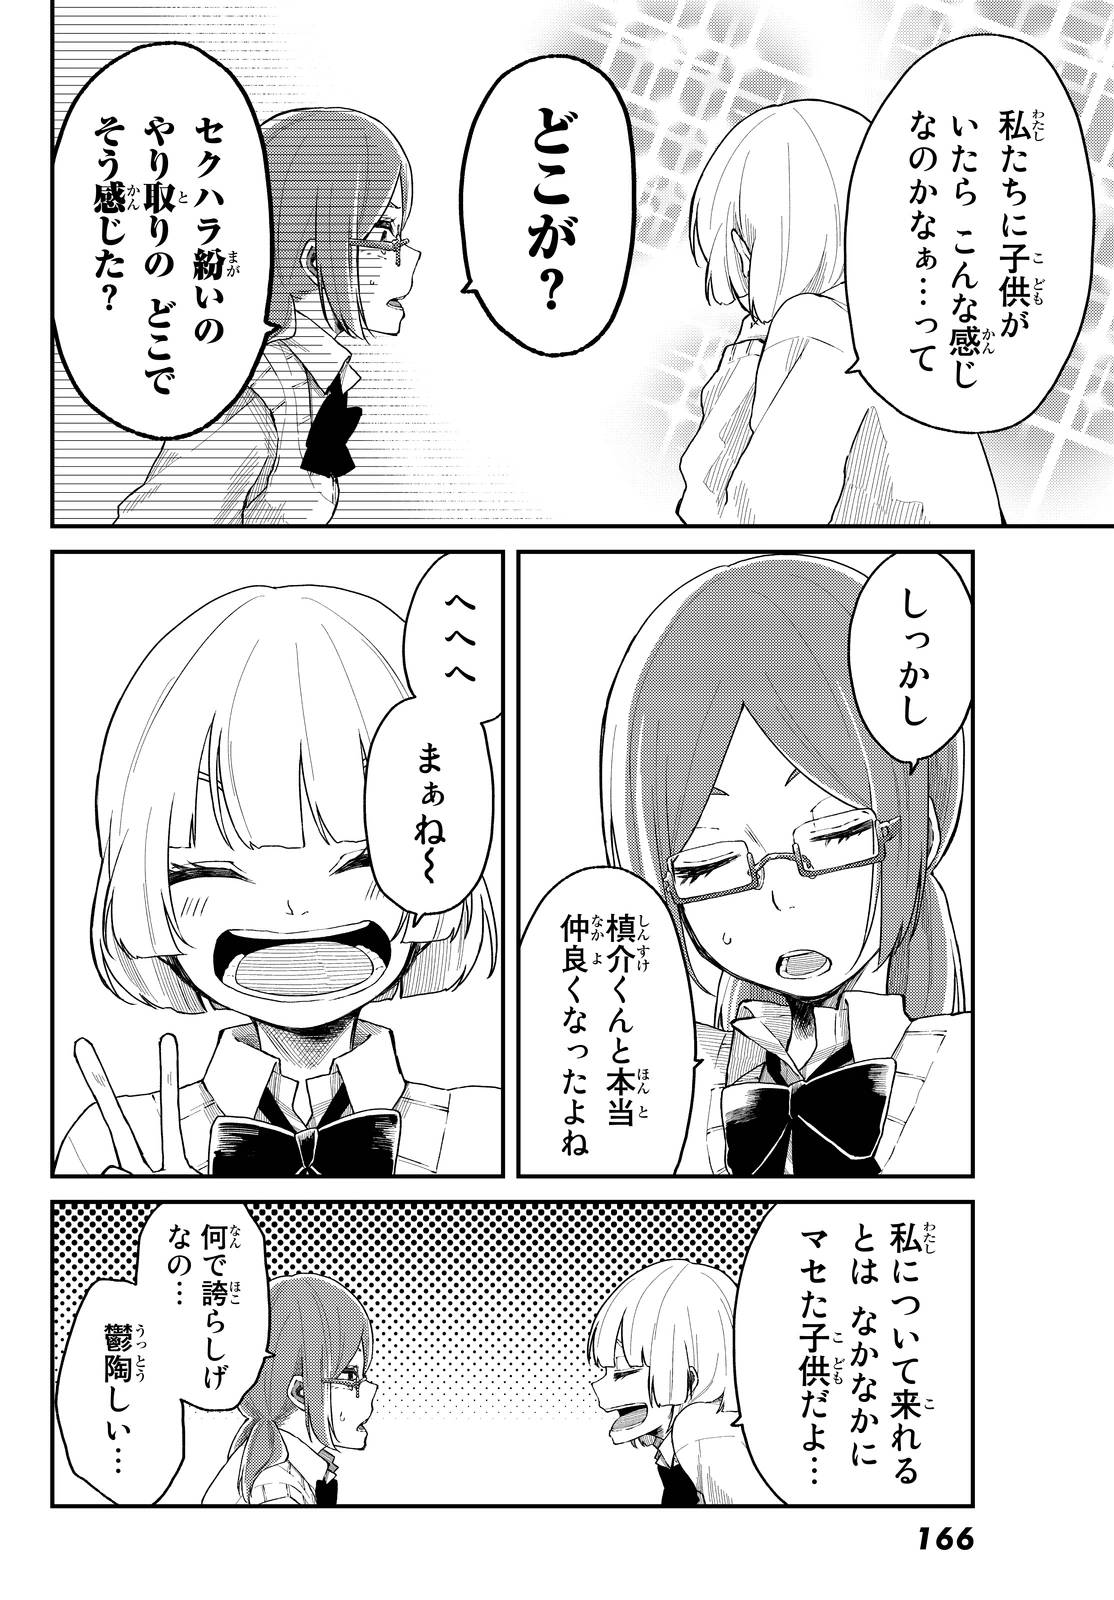 私たちに子供が
いたら こんな感じ
なのかなぁ…って
どこが？
セクハラ紛いの
やり取りの どこで
そう感じた？
しっかし
槙介くんと本当
仲良くなったよね
へへへ
まぁね〜
私について来れる
とは なかなかに
マセた子供だよ…
何で誇らしげ
なの…
鬱陶しい…
166